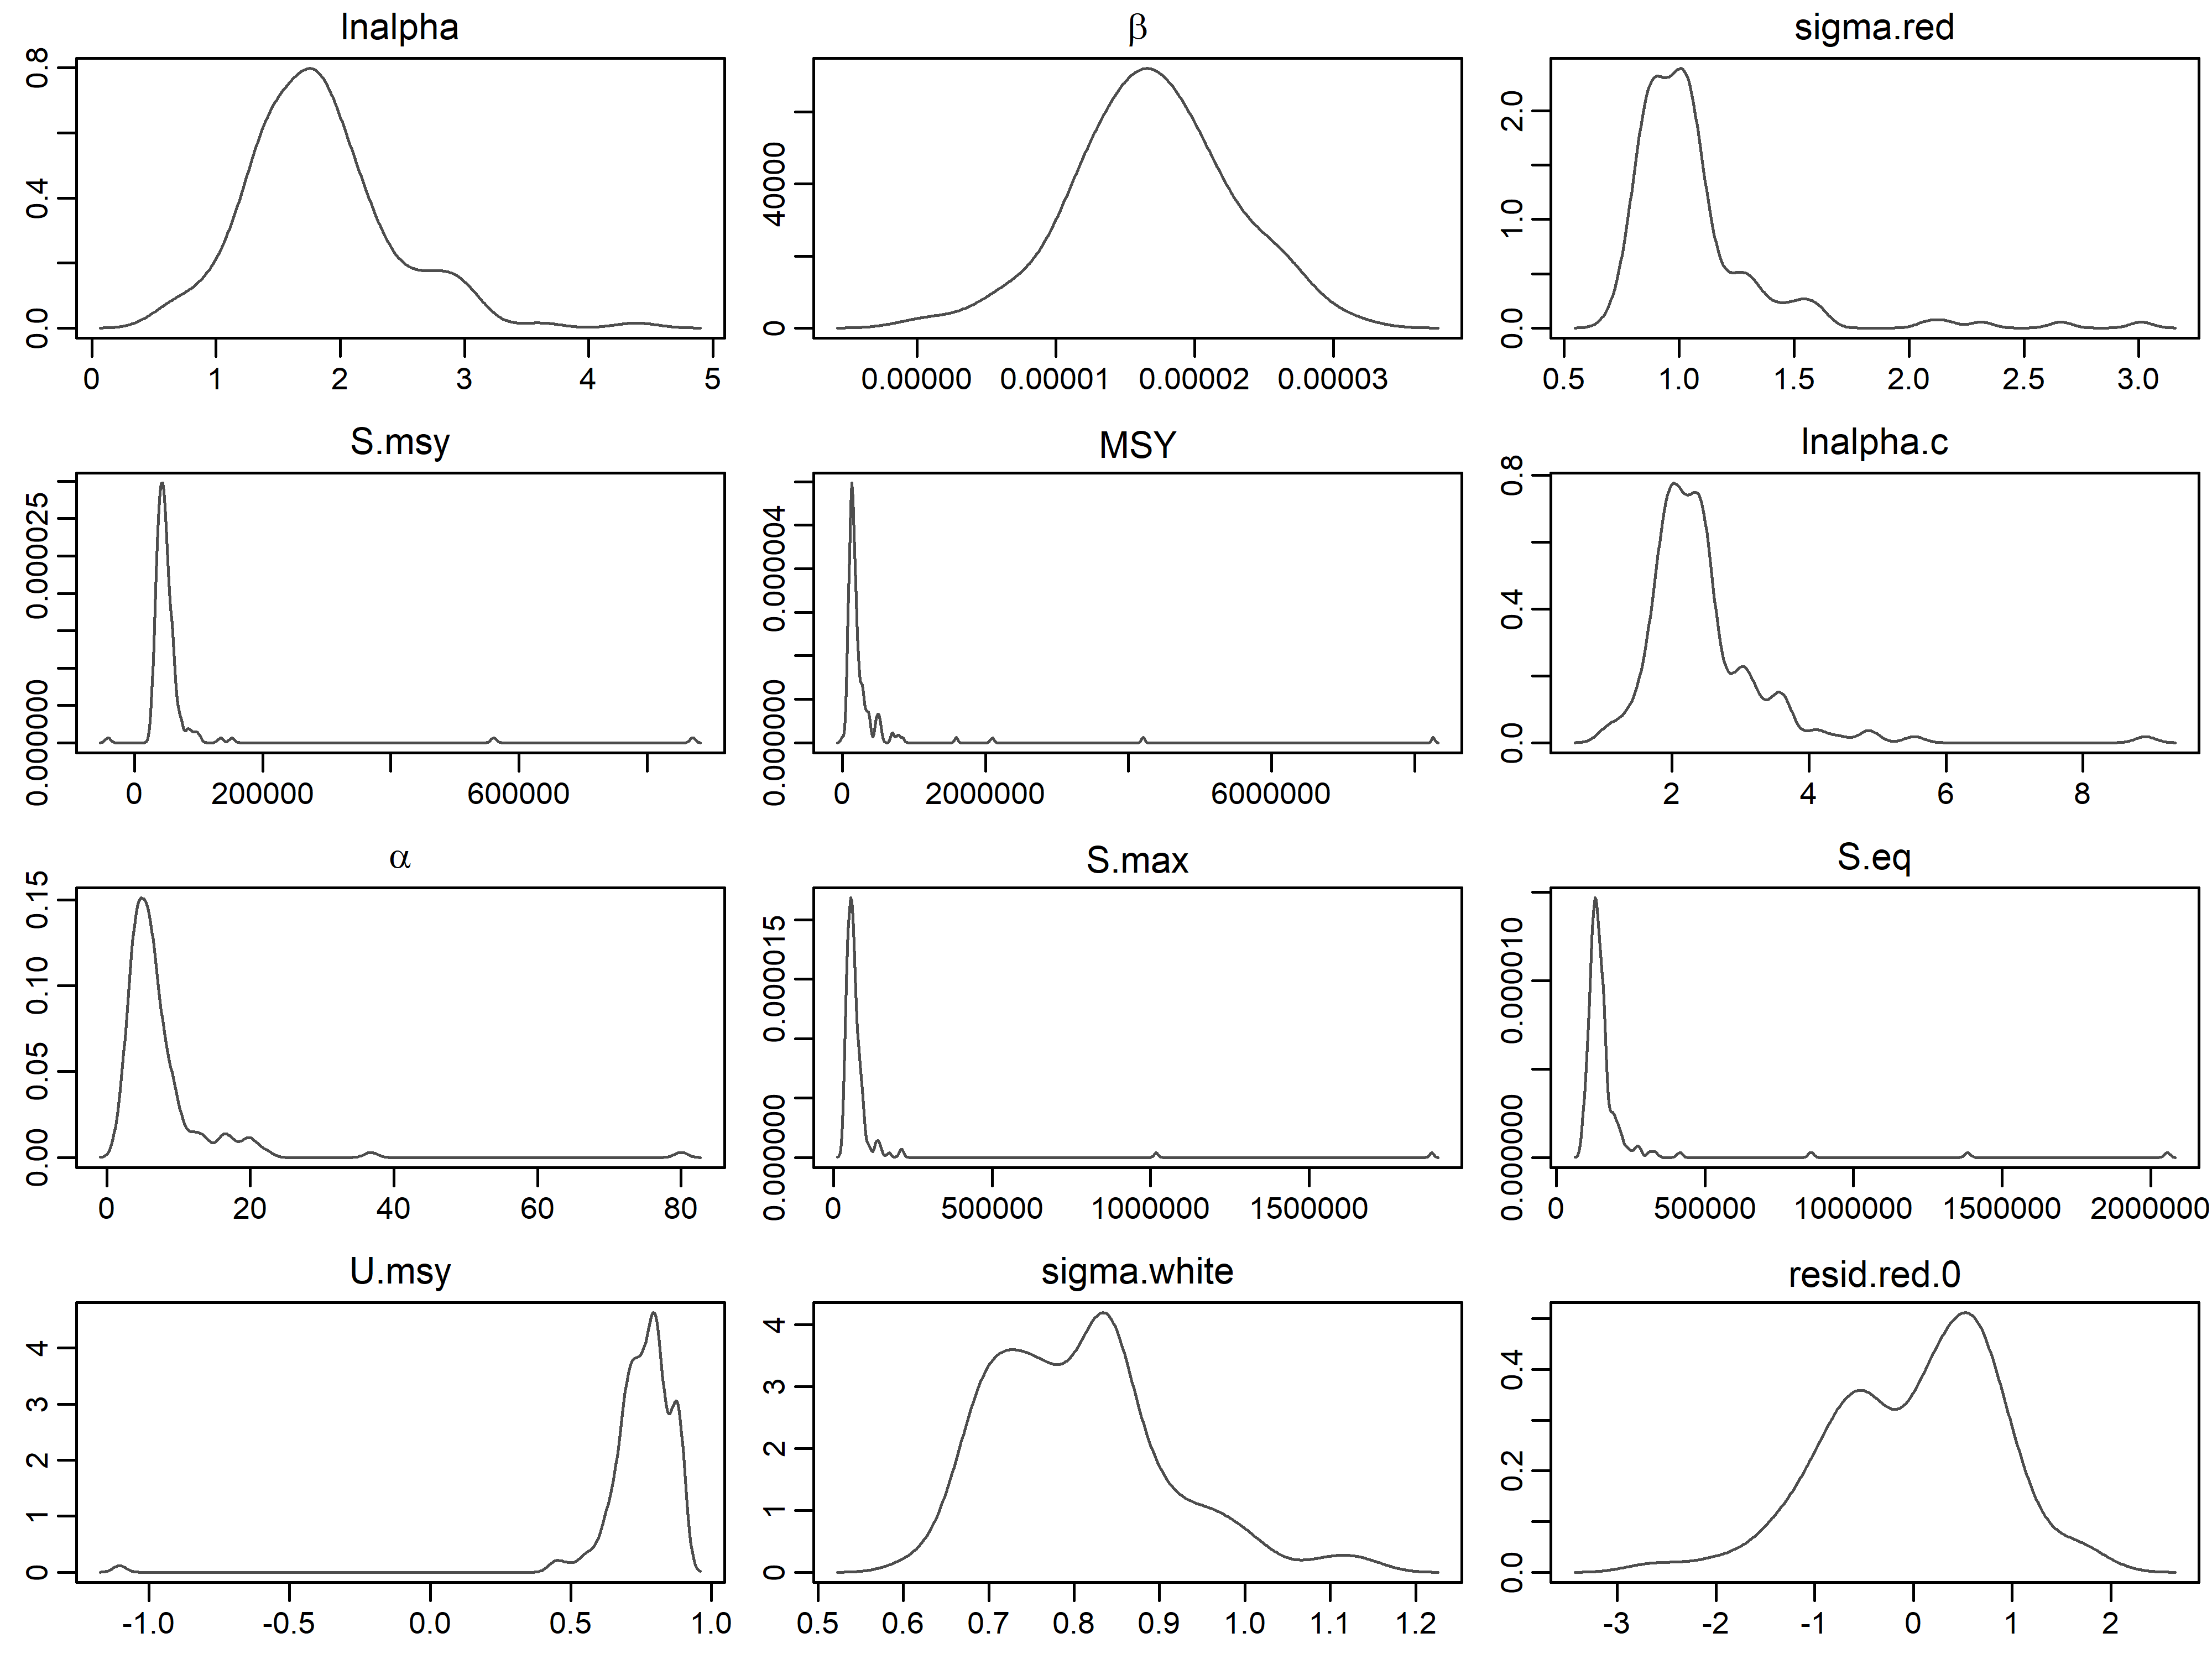 lnalpha
0.0 0.4 0.8
0 1 2 3 4 5
β
0 40000
0.00000 0.00001 0.00002 0.00003
sigma.red
0.0 1.0 2.0
0.5 1.0 1.5 2.0 2.5 3.0
S.msy
0.000000 0.000025
0 200000 600000
MSY
0.000000 0.000004
0 2000000 6000000
lnalpha.c
0.0 0.4 0.8
2 4 6 8
α
0.00 0.05 0.10 0.15
0 20 40 60 80
S.max
0.000000 0.000015
0 500000 1000000 1500000
S.eq
0.000000 0.000010
0 500000 1000000 1500000 2000000
U.msy
0 1 2 3 4
-1.0 -0.5 0.0 0.5 1.0
sigma.white
0 1 2 3 4
0.5 0.6 0.7 0.8 0.9 1.0 1.1 1.2
resid.red.0
0.0 0.2 0.4
-3 -2 -1 0 1 2